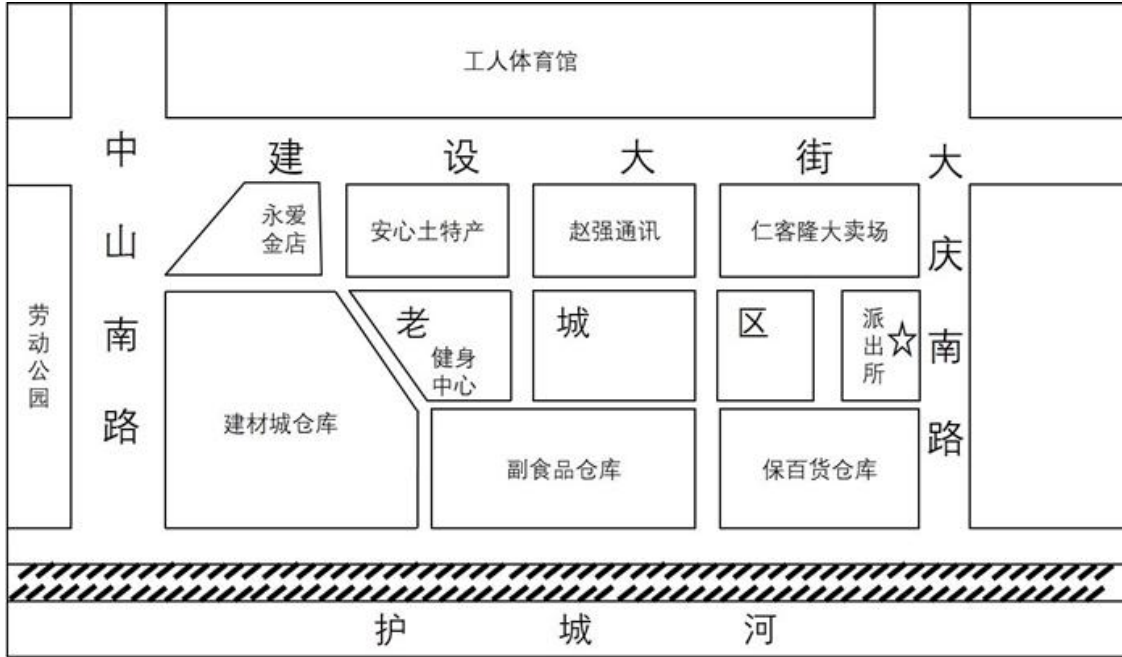 工人体育馆
建设大街
中山南路
大庆南路
永爱
金店
安心土特产
赵强通讯
仁客隆大卖场
劳动公园
老城区
健身
中心
派出所
建材城仓库
副食品仓库
保百货仓库
护城河